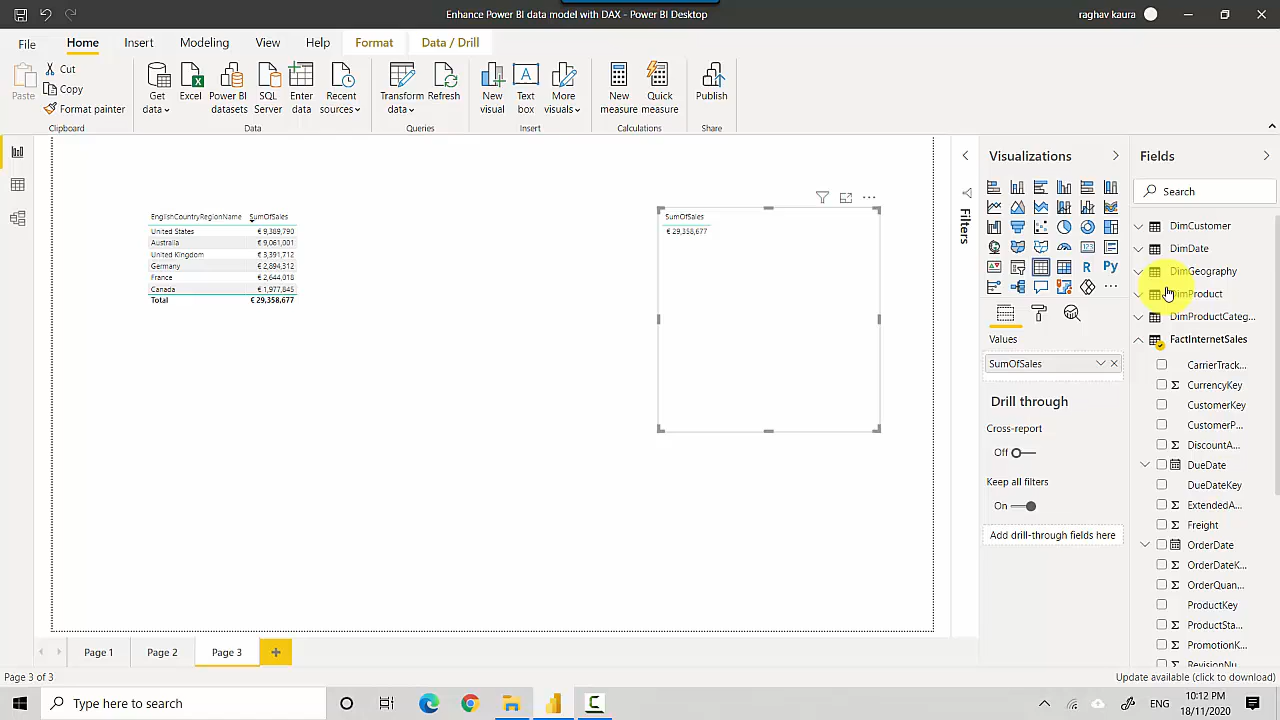 Enhance Power BI data model with DAX - Power BI Desktop
raghav kaura
File
Home
Insert
Modeling
View
Help
Format
Data / Drill
Paste
Cut
Copy
Format painter
Clipboard
Get data
Excel
Power BI datasets
SQL Server
Enter data
Recent sources
Data
Transform data
Refresh
Queries
New visual
Text box
More visuals
Insert
New measure
Quick measure
Calculations
Publish
Share
EnglishCountryRegionName SumOfSales
United States € 9,389,790
Australia € 9,061,001
United Kingdom € 3,391,712
Germany € 2,894,312
France € 2,644,018
Canada € 1,977,845
Total € 29,358,677
SumOfSales
€ 29,358,677
Filters
Visualizations
R
Py
Values
SumOfSales
Drill through
Cross-report
Off
Keep all filters
On
Add drill-through fields here
Fields
Search
DimCustomer
DimDate
DimGeography
DimProduct
DimProductCateg...
FactInternetSales
CarrierTrack...
CurrencyKey
CustomerKey
CustomerP...
DiscountA...
DueDate
DueDateKey
ExtendedA...
Freight
OrderDate
OrderDateK...
OrderQuan...
ProductKey
ProductSta...
PromotionK...
RevisionNu...
Page 1
Page 2
Page 3
Page 3 of 3
Update available (click to download)
Type here to search
ENG
10:12 PM
18/11/2020